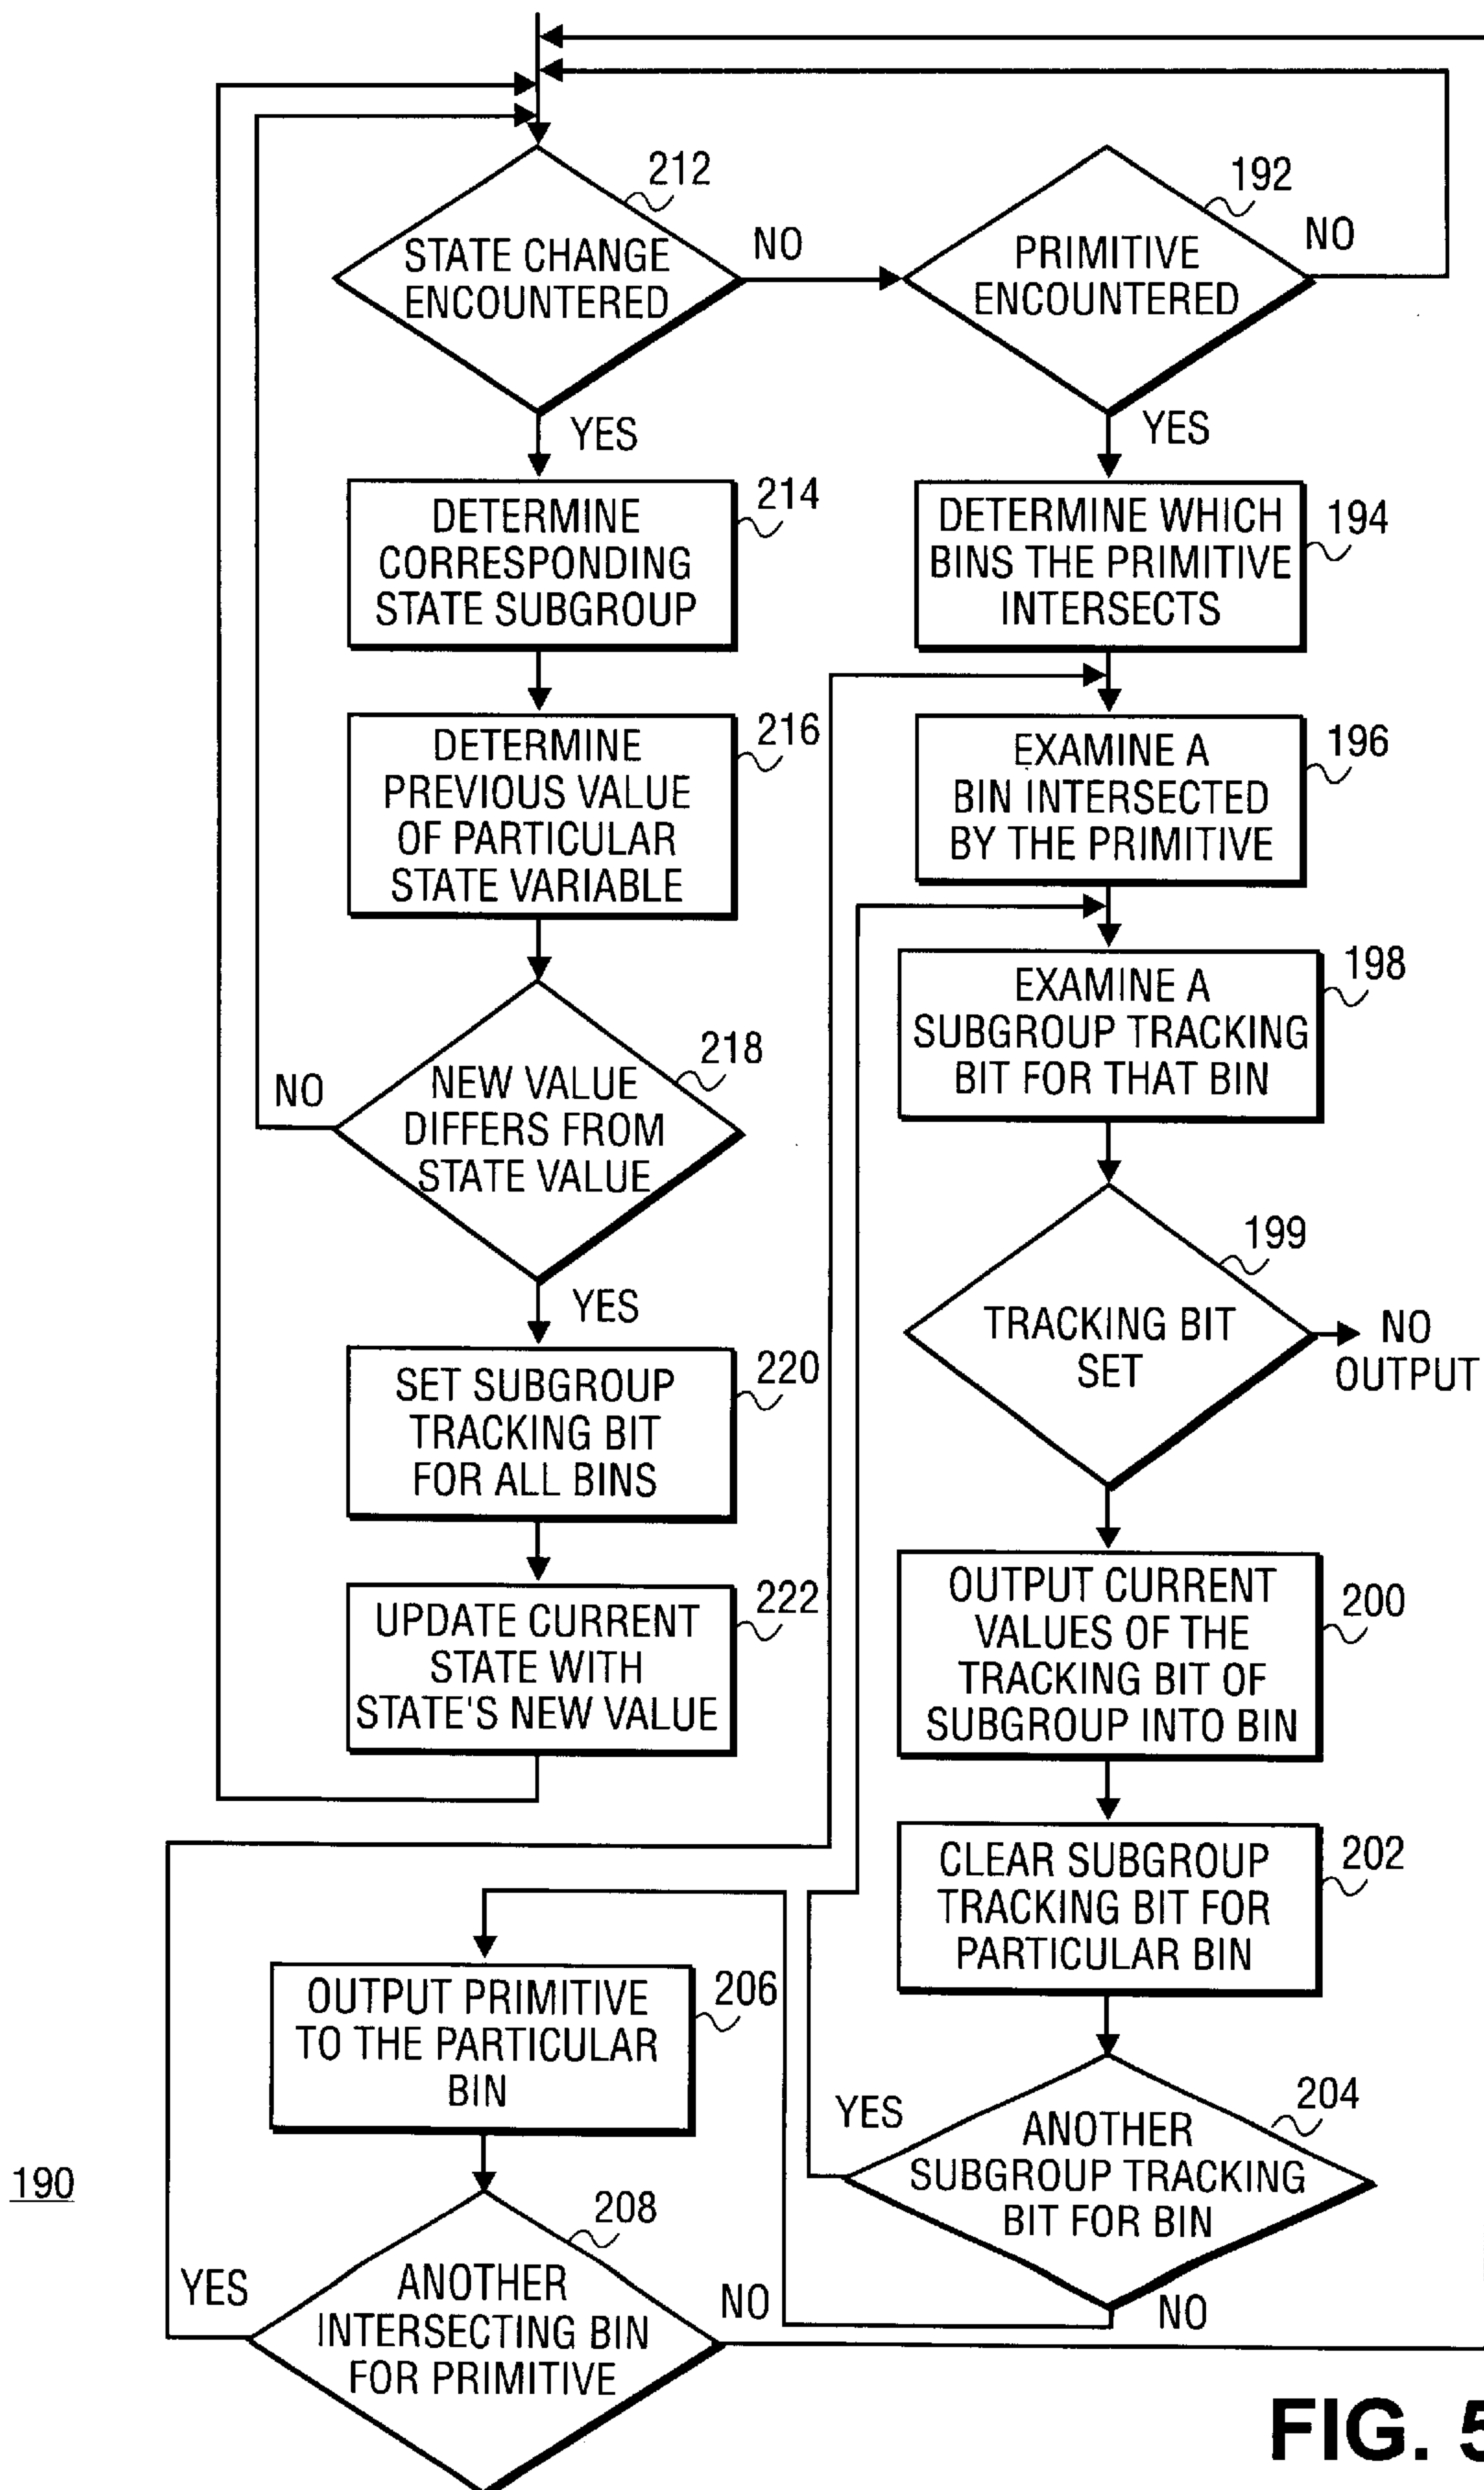 212
STATE CHANGE
ENCOUNTERED
NO
192
PRIMITIVE
ENCOUNTERED
NO
YES
YES
214
DETERMINE
CORRESPONDING
STATE SUBGROUP
194
DETERMINE WHICH
BINS THE PRIMITIVE
INTERSECTS
216
DETERMINE
PREVIOUS VALUE
OF PARTICULAR
STATE VARIABLE
196
EXAMINE A
BIN INTERSECTED
BY THE PRIMITIVE
198
EXAMINE A
SUBGROUP TRACKING
BIT FOR THAT BIN
218
NO
NEW VALUE
DIFFERS FROM
STATE VALUE
YES
199
TRACKING BIT
SET
NO
OUTPUT
220
SET SUBGROUP
TRACKING BIT
FOR ALL BINS
222
UPDATE CURRENT
STATE WITH
STATE'S NEW VALUE
200
OUTPUT CURRENT
VALUES OF THE
TRACKING BIT OF
SUBGROUP INTO BIN
202
CLEAR SUBGROUP
TRACKING BIT FOR
PARTICULAR BIN
204
YES
ANOTHER
SUBGROUP TRACKING
BIT FOR BIN
NO
206
OUTPUT PRIMITIVE
TO THE PARTICULAR
BIN
190
208
YES
ANOTHER
INTERSECTING BIN
FOR PRIMITIVE
NO
FIG. 5